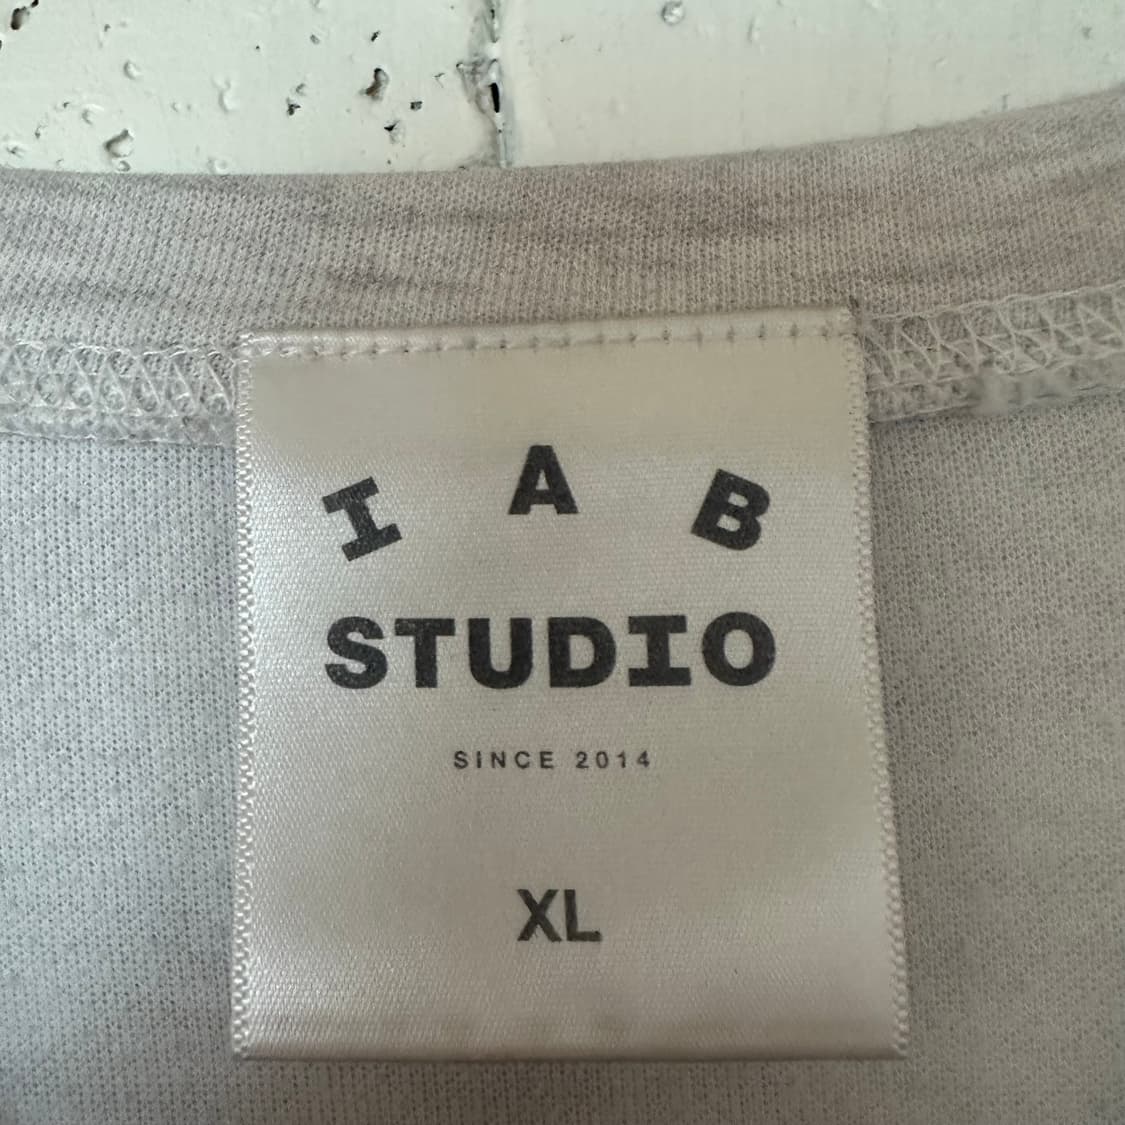 I A B
STUDIO
SINCE 2014
XL